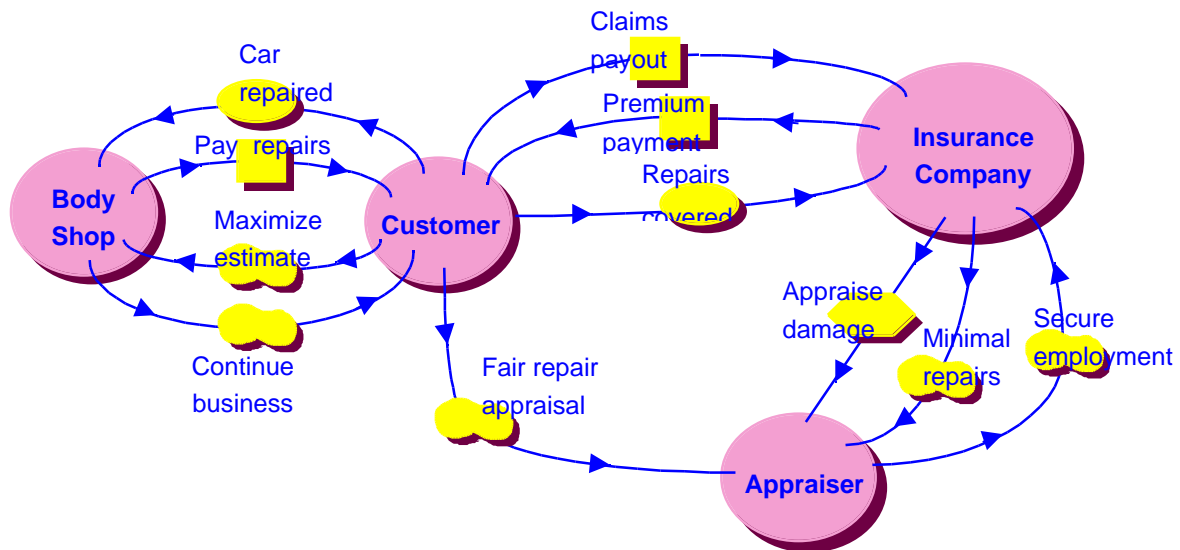 Claims
payout
Car
repaired
Premium
payment
Insurance
Company
Pay repairs
Repairs
covered
Body
Shop
Maximize
estimate
Customer
Appraise
damage
Secure
employment
Minimal
repairs
Continue
business
Fair repair
appraisal
Appraiser